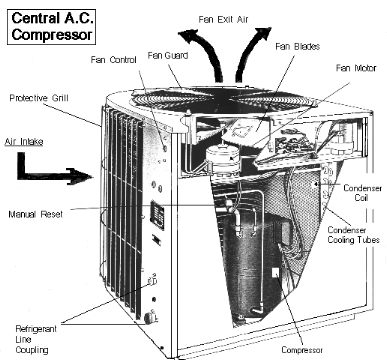 Central A.C.
Compressor
Fan Exit Air
Fan Guard
Fan Blades
Fan Control
Fan Motor
Protective Grill
Air Intake
Condenser
Coil
Manual Reset
Condenser
Cooling Tubes
Refrigerant
Line
Coupling
Compressor